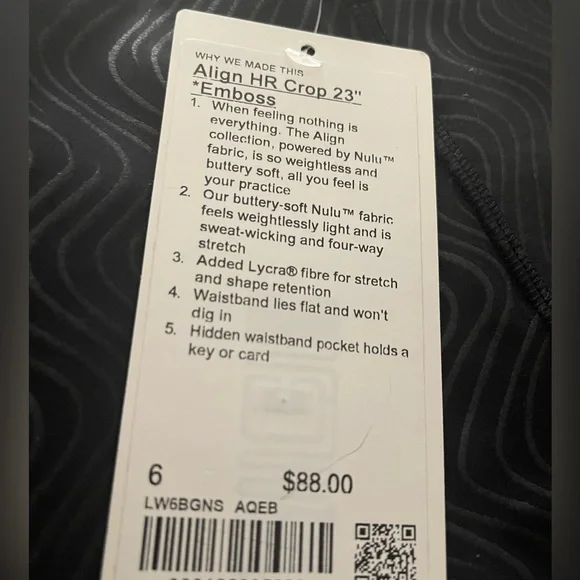 WHY WE MADE THIS
Align HR Crop 23"
*Emboss
1. When feeling nothing is
everything. The Align
collection, powered by Nulu™
fabric, is so weightless and
buttery soft, all you feel is
your practice
2. Our buttery-soft Nulu™ fabric
feels weightlessly light and is
sweat-wicking and four-way
stretch
3. Added Lycra® fibre for stretch
and shape retention
4. Waistband lies flat and won't
dig in
5. Hidden waistband pocket holds a
key or card
6 $88.00
LW6BGNS AQEB